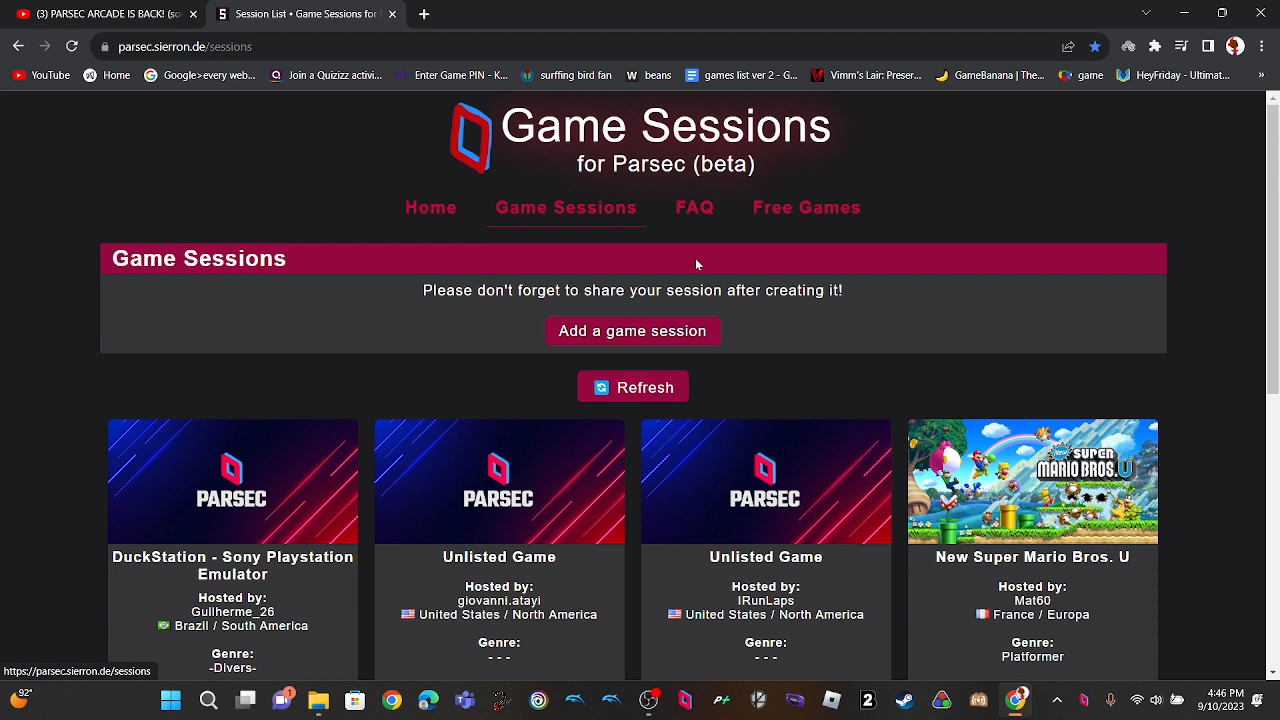 (3) PARSEC ARCADE IS BACK! (so
Session List • Game Sessions for
parsec.sierron.de/sessions
YouTube
Home
Google>every web...
Join a Quizizz activi...
Enter Game PIN - K...
surfing bird fan
beans
games list ver 2 - G...
Vimm's Lair: Preser...
GameBanana | The...
game
HeyFreey - Ultimat...
»
Game Sessions
for Parsec (beta)
Home
Game Sessions
FAQ
Free Games
Game Sessions
Please don't forget to share your session after creating it!
Add a game session
Refresh
PARSEC
PARSEC
PARSEC
NEW SUPER
MARIO BROS. U
DuckStation - Sony Playstation
Emulator
Hosted by:
Guilherme_26
Brazil / South America
Genre:
-Divers-
Unlisted Game
Hosted by:
giovanni.atayi
United States / North America
Genre:
- - -
Unlisted Game
Hosted by:
IRunLaps
United States / North America
Genre:
- - -
New Super Mario Bros. U
Hosted by:
Mat60
France / Europa
Genre:
Platformer
https://parsec.sierron.de/sessions
92°
1
4:46 PM
9/10/2023